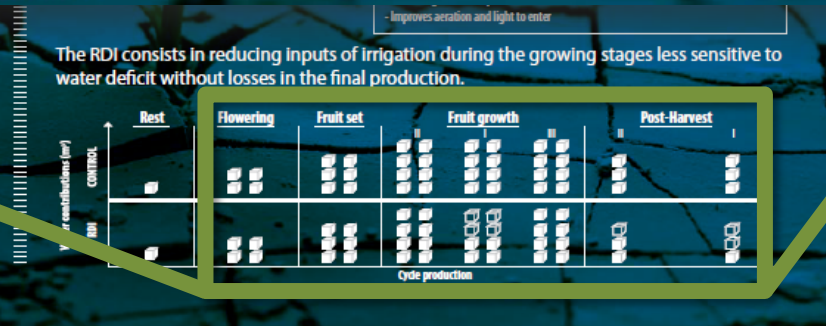 - Improves aeration and light to enter
The RDI consists in reducing inputs of irrigation during the growing stages less sensitive to
water deficit without losses in the final production.
Rest Flowering Fruit set Fruit growth Post-Harvest
II I III II I
contributions (m³)
CONTROL
RDI
Cycle production